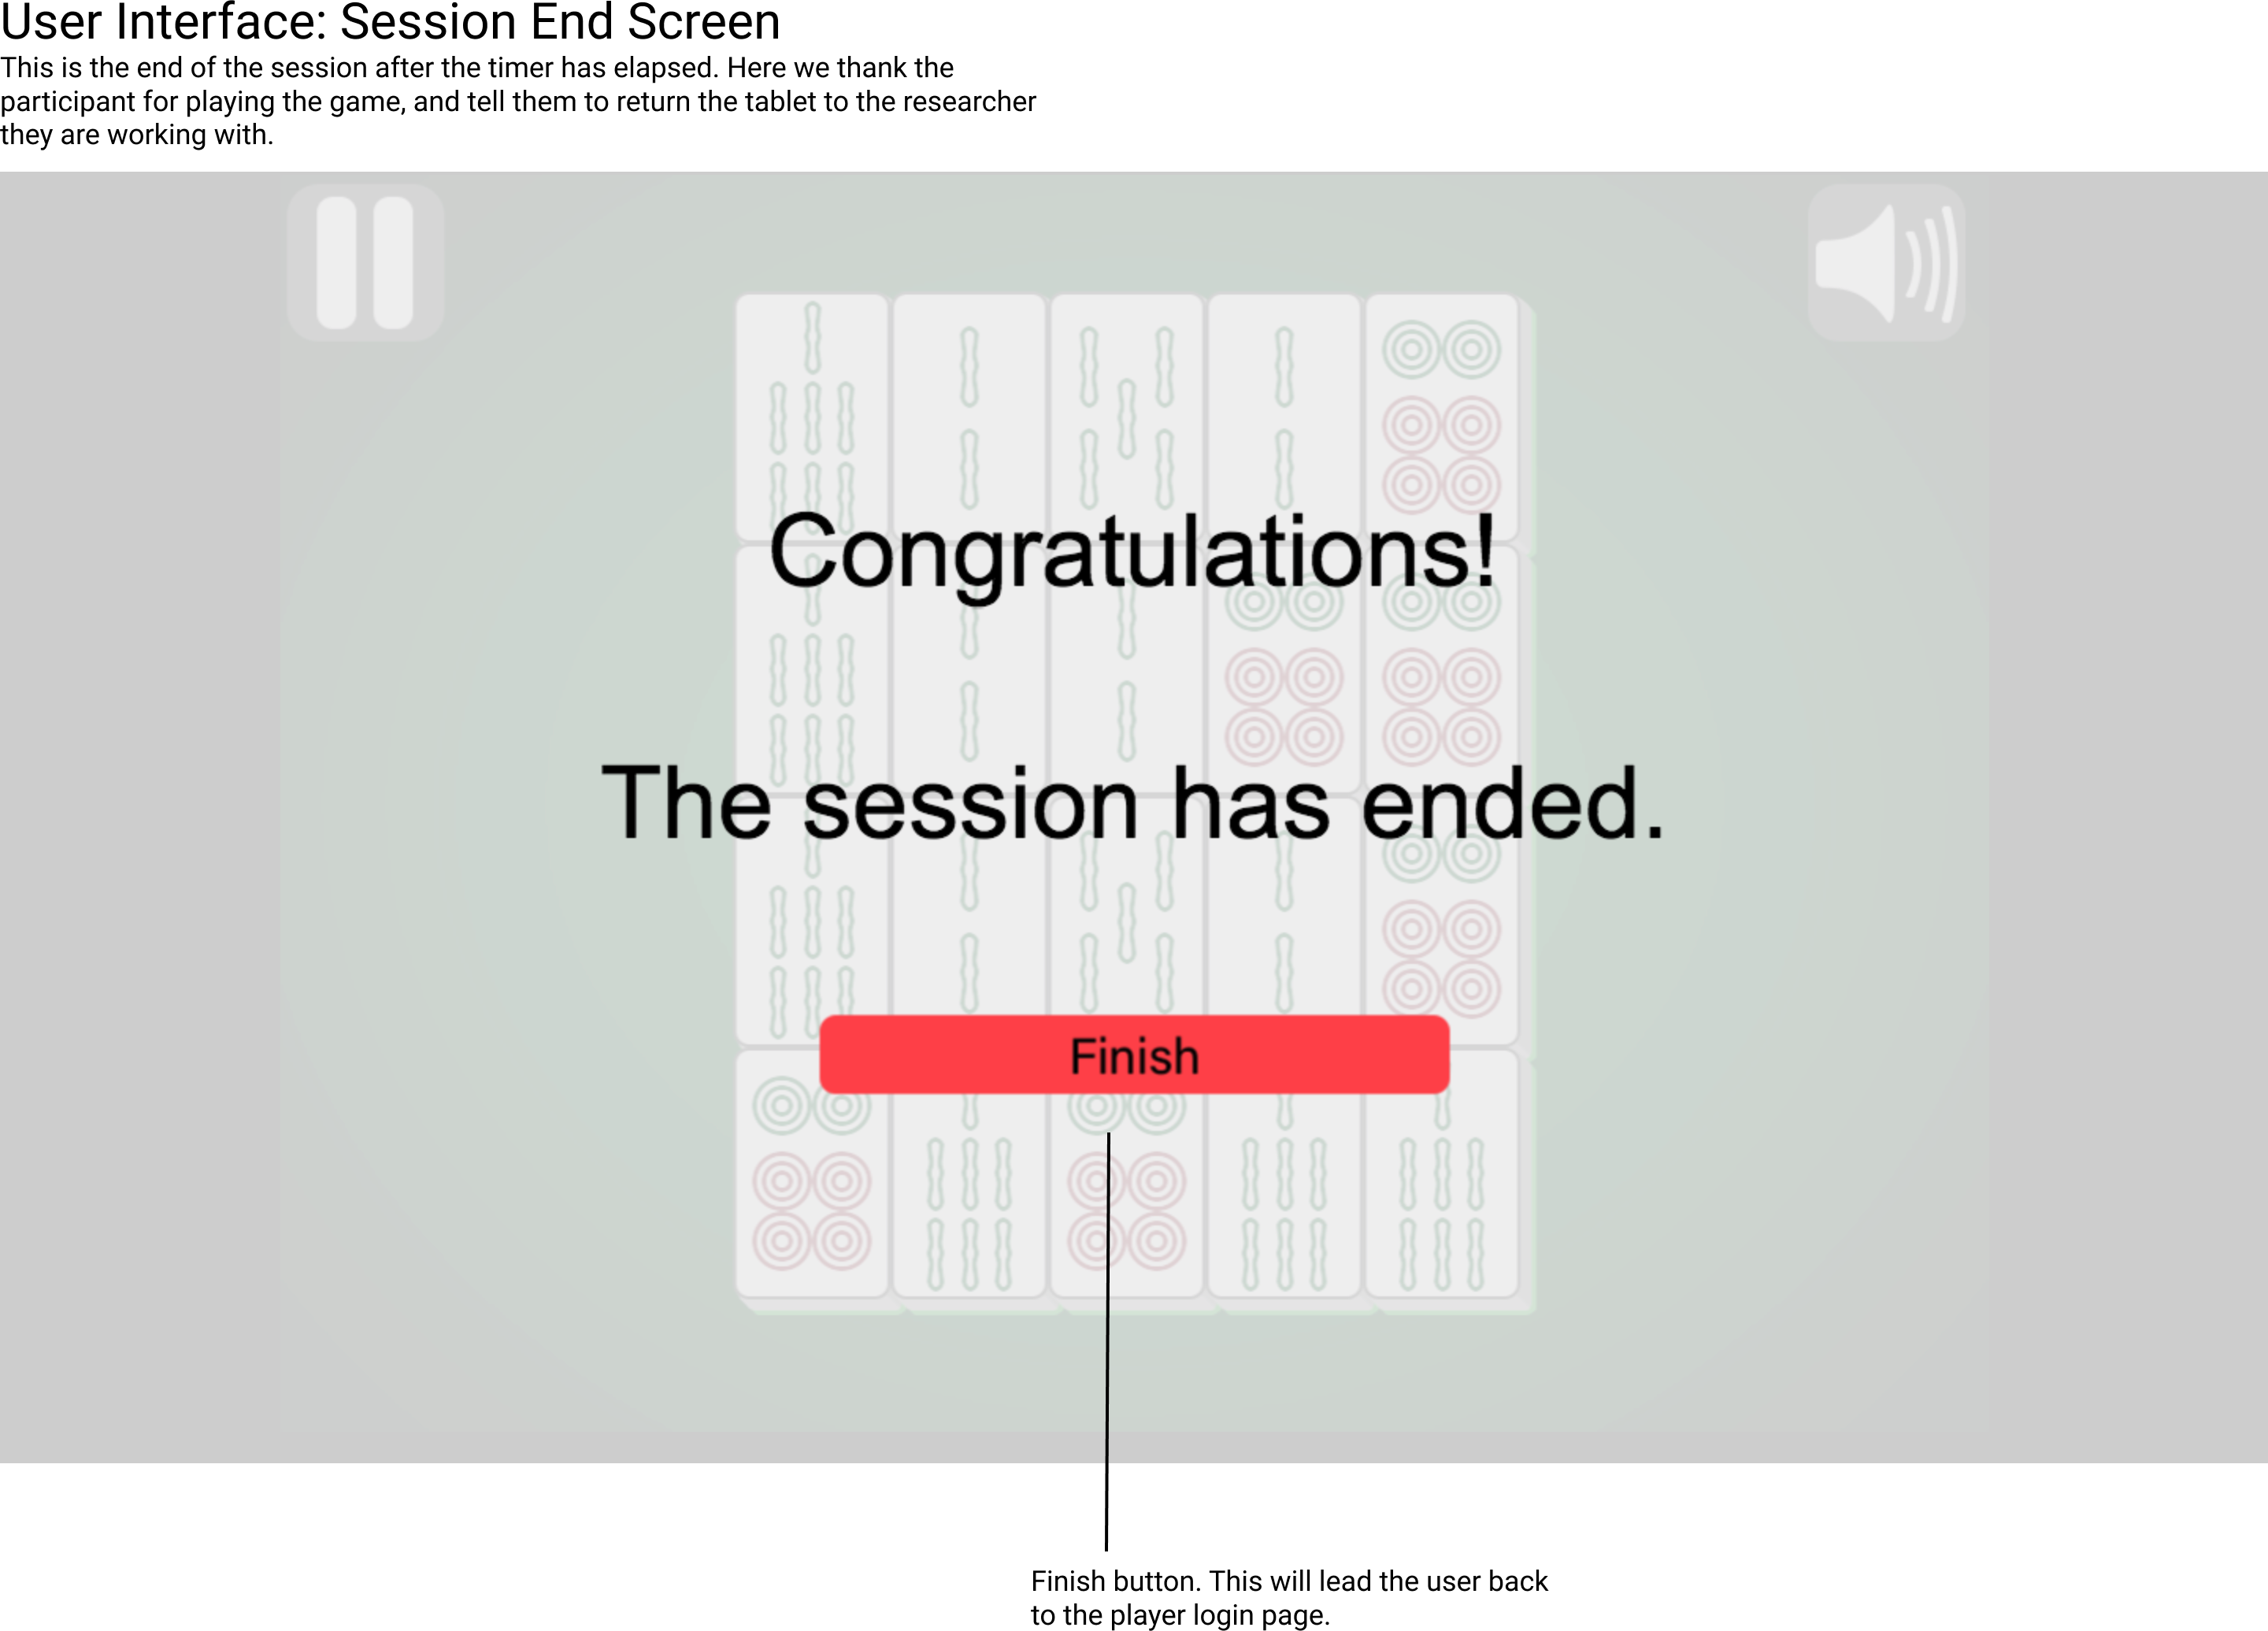 User Interface: Session End Screen
This is the end of the session after the timer has elapsed. Here we thank the
participant for playing the game, and tell them to return the tablet to the researcher
they are working with.
Congratulations!
The session has ended.
Finish
Finish button. This will lead the user back
to the player login page.